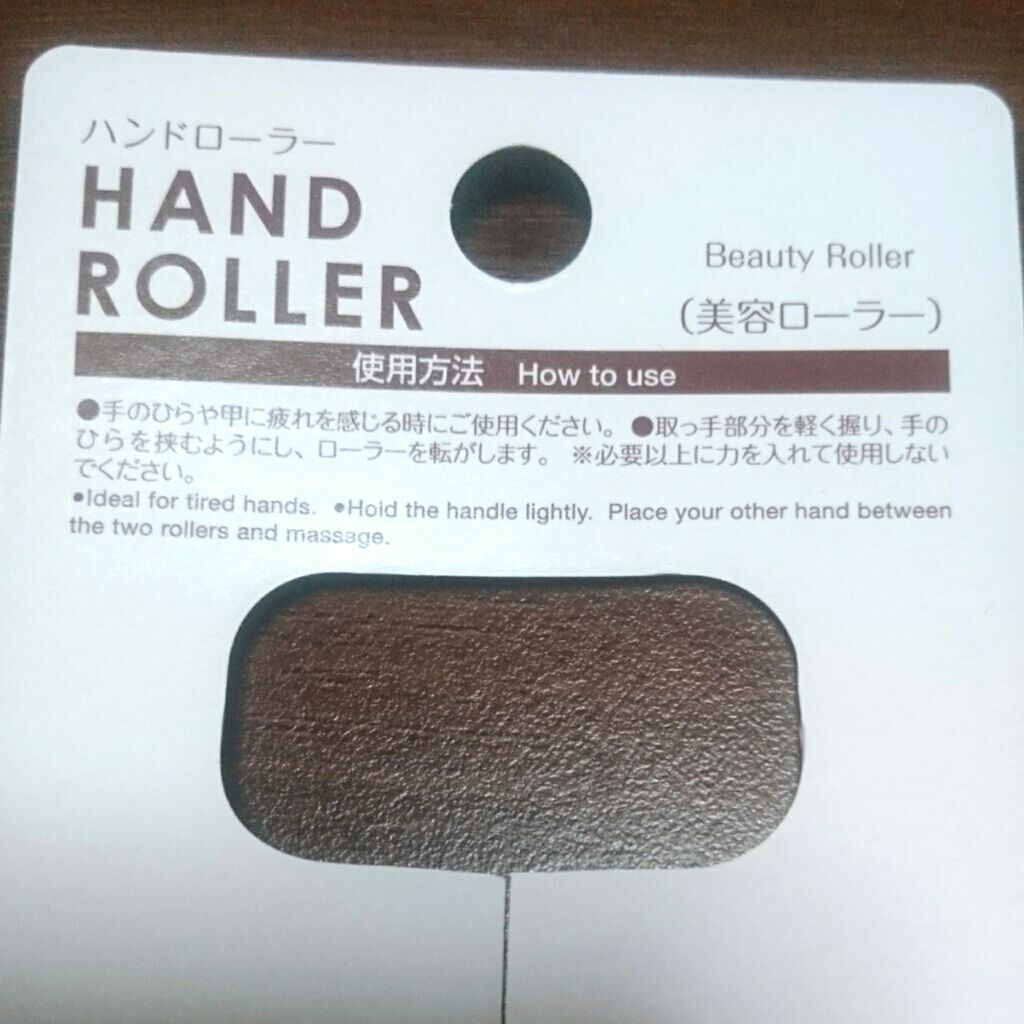 ハンドローラー
HAND
ROLLER
Beauty Roller
（美容ローラー）
使用方法 How to use
●手のひらや甲に疲れを感じる時にご使用ください。 ●取っ手部分を軽く握り、手の
ひらを挟むようにし、ローラーを転がします。 ※必要以上に力を入れて使用しない
でください。
●Ideal for tired hands. ●Hold the handle lightly. Place your other hand between
the two rollers and massage.